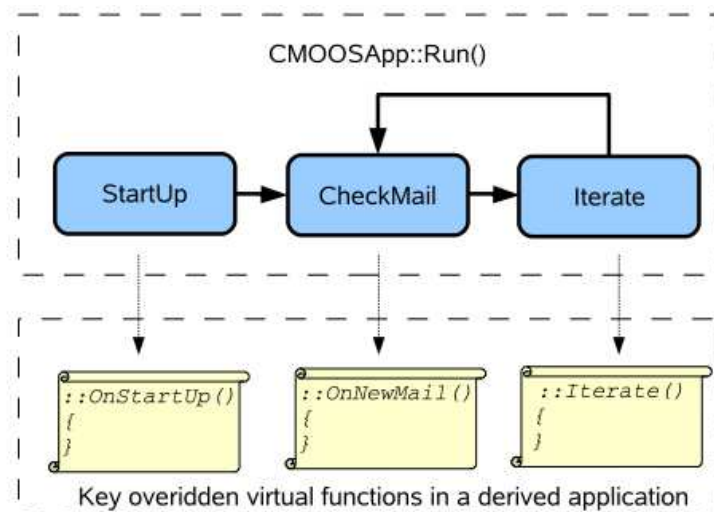 CMOOSApp::Run()
StartUp
CheckMail
Iterate
::OnStartUp()
{
}
::OnNewMail()
{
}
::Iterate()
{
}
Key overidden virtual functions in a derived application